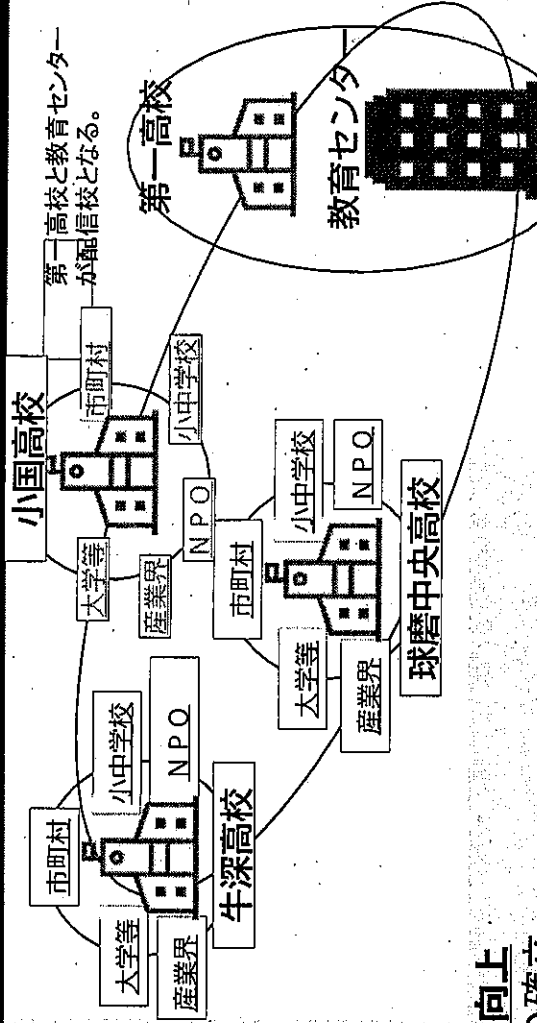 第一高校と教育センター
が配信校となる。
小国高校
市町村
小中学校
大学等
産業界
NPO
第一高校
教育センター
市町村
小中学校
NPO
大学等
産業界
牛深高校
市町村
小中学校
NPO
大学等
産業界
球磨中央高校
向上